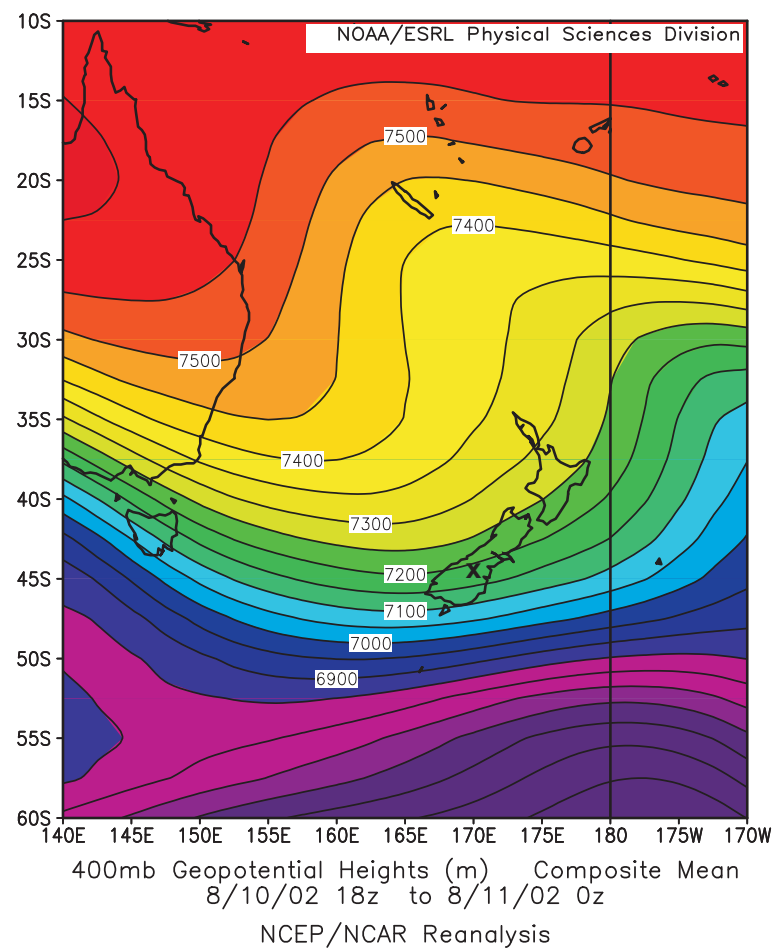 10S
NOAA/ESRL Physical Sciences Division
15S
7500
20S
7400
25S
30S
7500
35S
7400
40S
7300
7200
X
45S
7100
7000
50S
6900
55S
60S
140E 145E 150E 155E 160E 165E 170E 175E 180 175W 170W
400mb Geopotential Heights (m) Composite Mean
8/10/02 18z to 8/11/02 0z
NCEP/NCAR Reanalysis